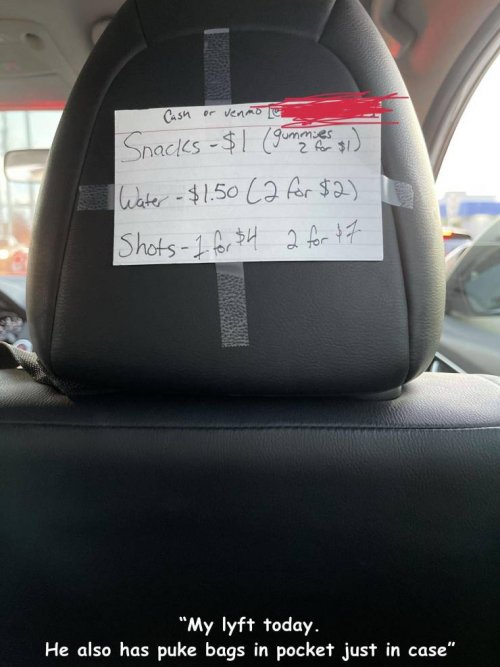 Cash or venmo
Snacks - $1 (gummies 2 for $1)
Water - $1.50 (2 for $2)
Shots - 1 for $4 2 for $7
"My lyft today.
He also has puke bags in pocket just in case"